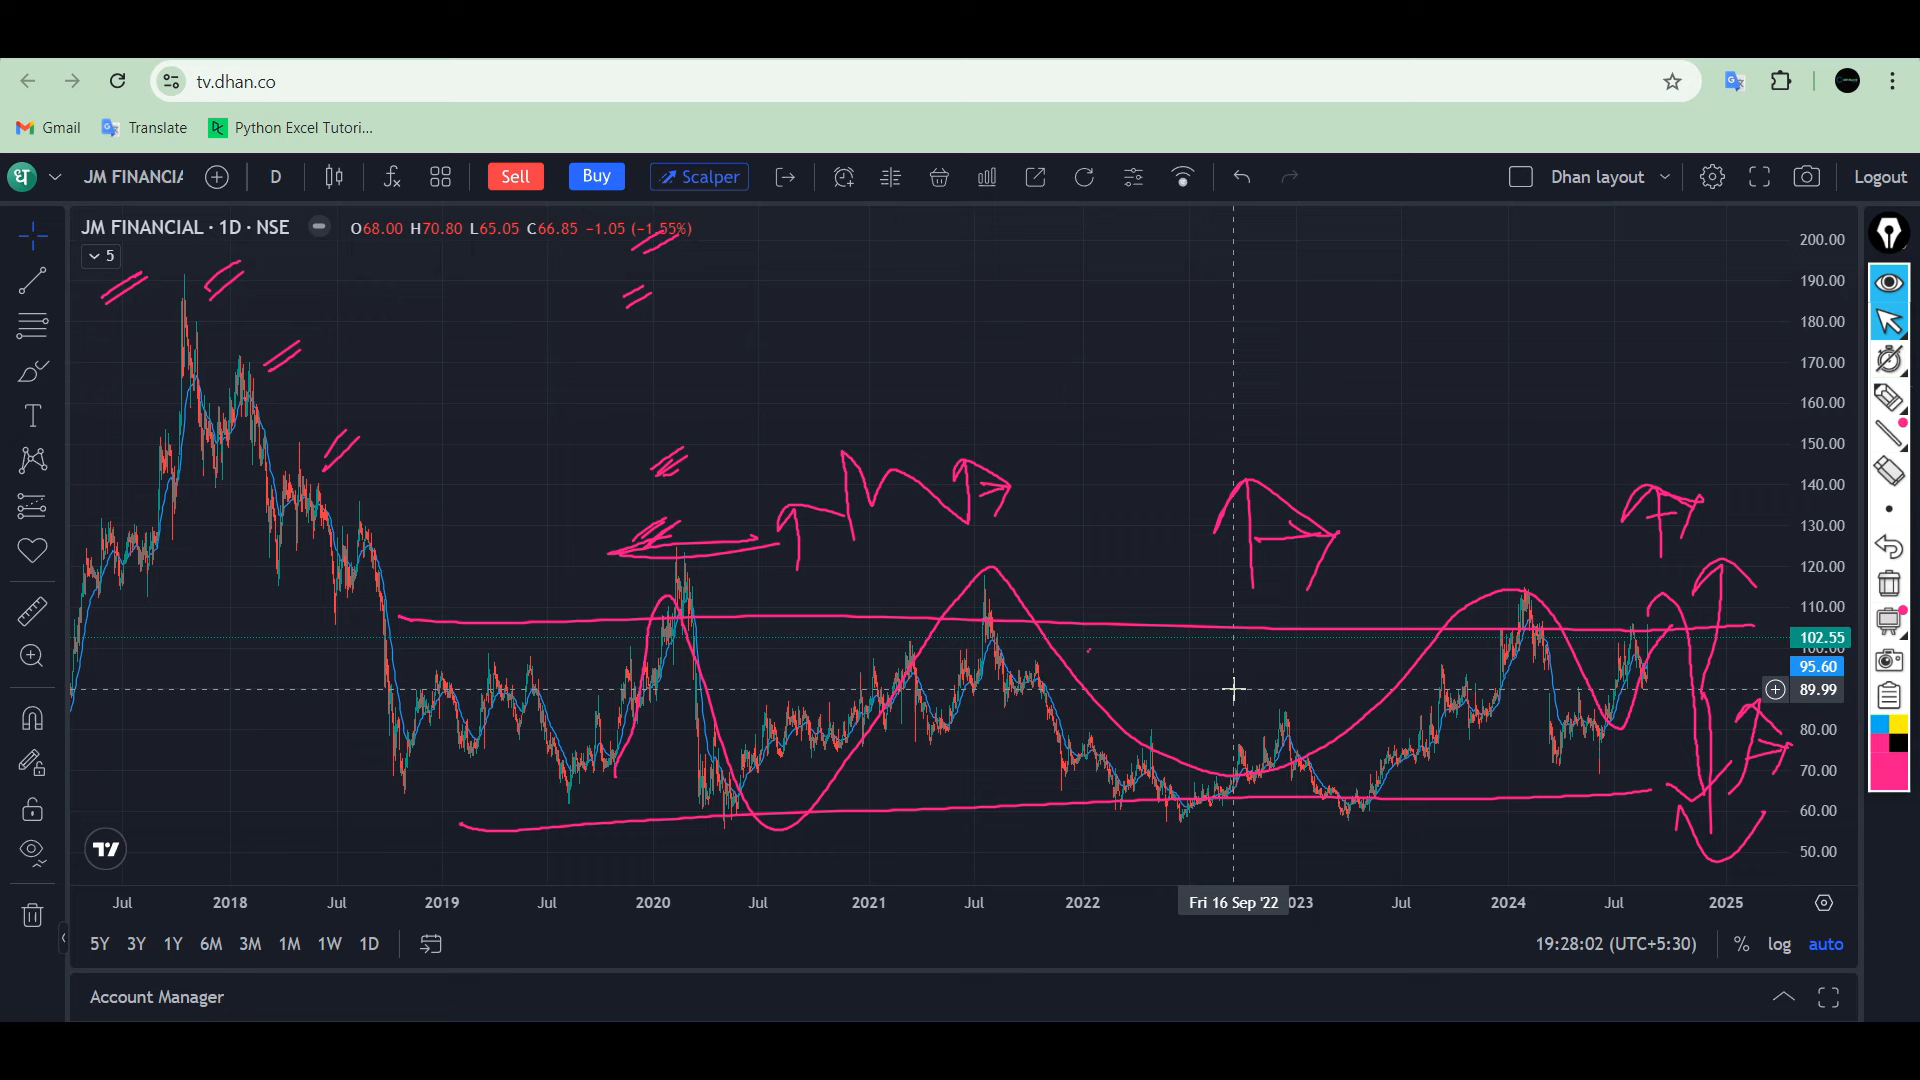 tv.dhan.co
Gmail Translate Python Excel Tutori...
ध JM FINANCIA D Sell Buy Scalper Dhan layout Logout
JM FINANCIAL · 1D · NSE O68.00 H70.80 L65.05 C66.85 −1.05 (−1.55%)
5
200.00
190.00
180.00
170.00
160.00
150.00
140.00
130.00
120.00
110.00
102.55
100.00
95.60
89.99
80.00
70.00
60.00
50.00
Jul 2018 Jul 2019 Jul 2020 Jul 2021 Jul 2022 Fri 16 Sep '22 023 Jul 2024 Jul 2025
5Y 3Y 1Y 6M 3M 1M 1W 1D 19:28:02 (UTC+5:30) % log auto
Account Manager